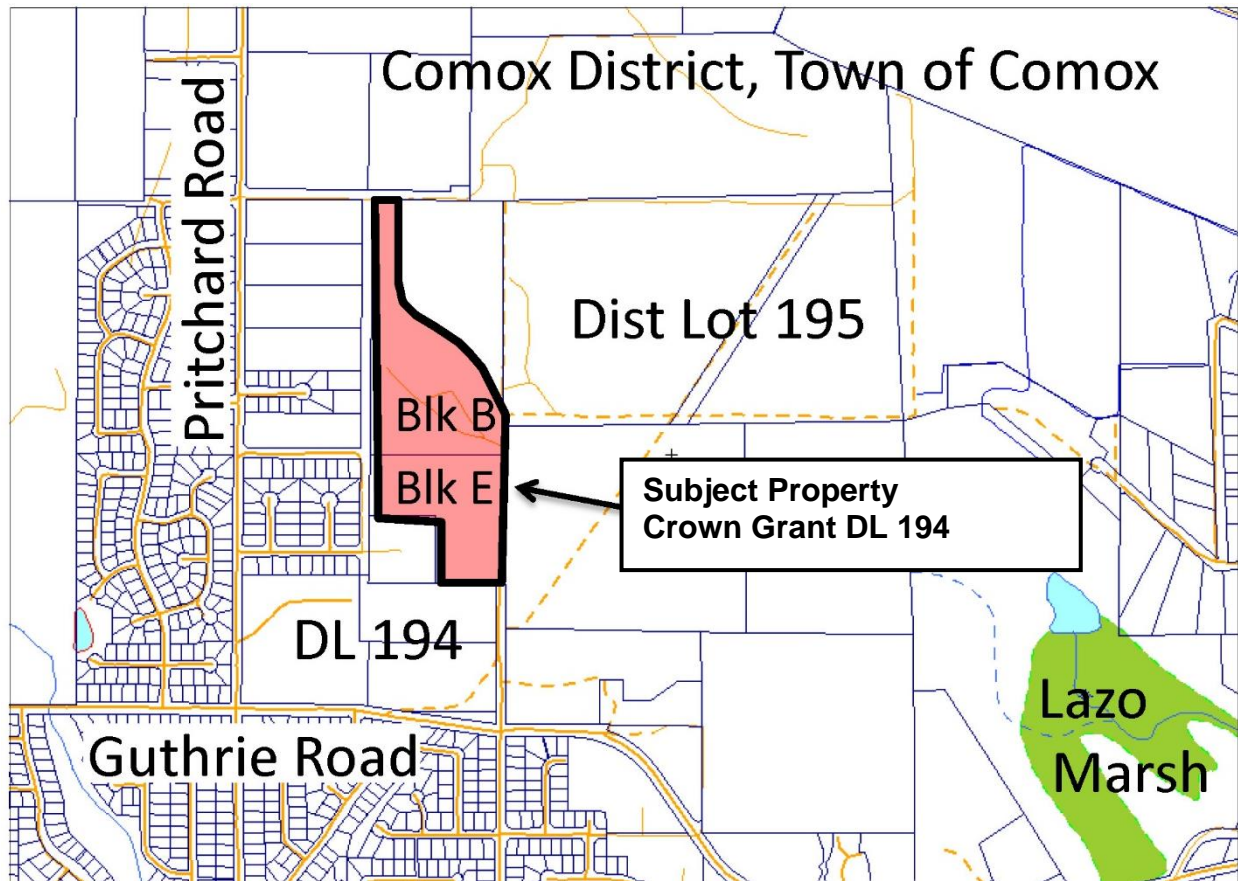 Comox District, Town of Comox
Pritchard Road
Dist Lot 195
Blk B
Blk E
Subject Property
Crown Grant DL 194
DL 194
Lazo
Marsh
Guthrie Road